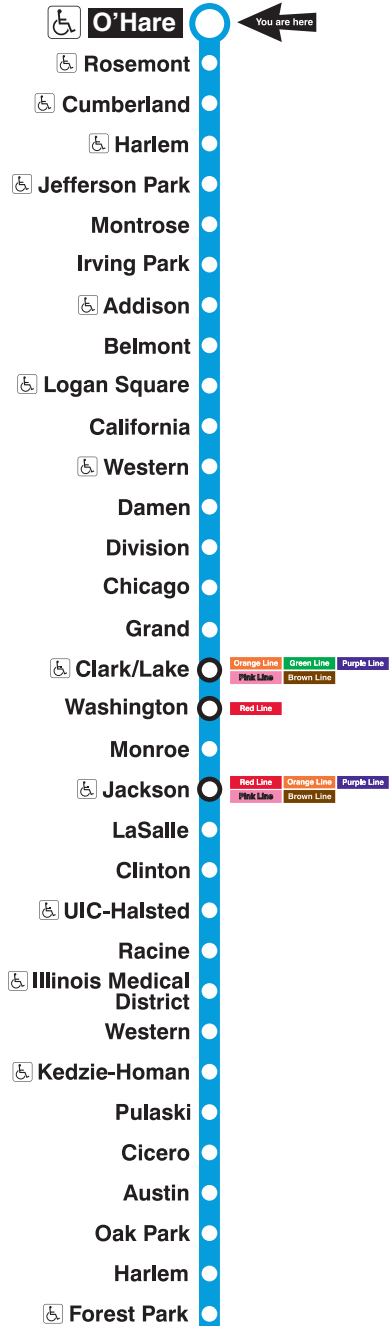 O'Hare
You are here
Rosemont
Cumberland
Harlem
Jefferson Park
Montrose
Irving Park
Addison
Belmont
Logan Square
California
Western
Damen
Division
Chicago
Grand
Clark/Lake
Orange Line Green Line Purple Line
Pink Line Brown Line
Washington
Red Line
Monroe
Jackson
Red Line Orange Line Purple Line
Pink Line Brown Line
LaSalle
Clinton
UIC-Halsted
Racine
Illinois Medical
District
Western
Kedzie-Homan
Pulaski
Cicero
Austin
Oak Park
Harlem
Forest Park